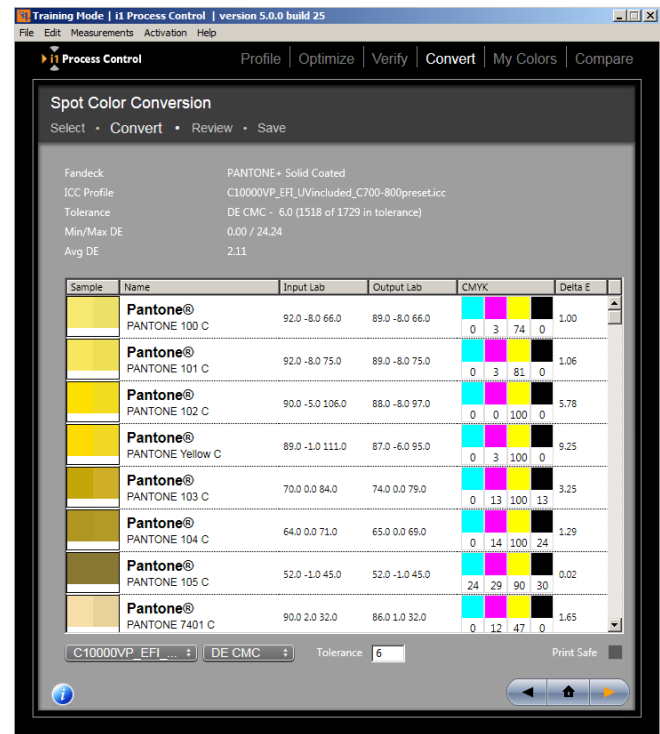 Training Mode | i1 Process Control | version 5.0.0 build 25
File Edit Measurements Activation Help
i1 Process Control Profile | Optimize | Verify | Convert | My Colors | Compare
Spot Color Conversion
Select • Convert • Review • Save
Fandeck PANTONE+ Solid Coated
ICC Profile C10000VP_EFI_UVincluded_C700-800preset.icc
Tolerance DE CMC - 6.0 (1518 of 1729 in tolerance)
Min/Max DE 0.00 / 24.24
Avg DE 2.11
Sample Name Input Lab Output Lab CMYK Delta E
Pantone®
PANTONE 100 C 92.0 -8.0 66.0 89.0 -8.0 66.0 0 3 74 0 1.00
Pantone®
PANTONE 101 C 92.0 -8.0 75.0 89.0 -8.0 75.0 0 3 81 0 1.06
Pantone®
PANTONE 102 C 90.0 -5.0 106.0 88.0 -8.0 97.0 0 0 100 0 5.78
Pantone®
PANTONE Yellow C 89.0 -1.0 111.0 87.0 -6.0 95.0 0 3 100 0 9.25
Pantone®
PANTONE 103 C 70.0 0.0 84.0 74.0 0.0 79.0 0 13 100 13 3.25
Pantone®
PANTONE 104 C 64.0 0.0 71.0 65.0 0.0 69.0 0 14 100 24 1.29
Pantone®
PANTONE 105 C 52.0 -1.0 45.0 52.0 -1.0 45.0 24 29 90 30 0.02
Pantone®
PANTONE 7401 C 90.0 2.0 32.0 86.0 1.0 32.0 0 12 47 0 1.65
C10000VP_EFI_... DE CMC Tolerance 6 Print Safe